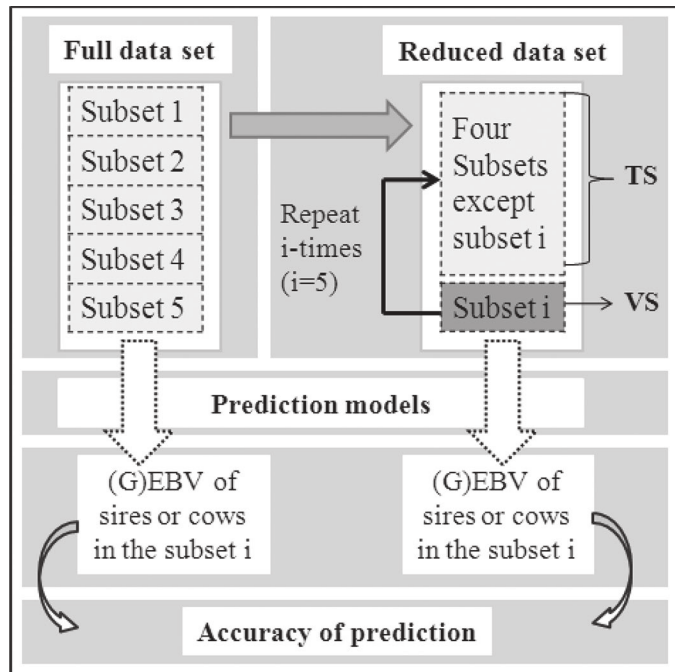 Full data set
Subset 1
Subset 2
Subset 3
Subset 4
Subset 5
Reduced data set
Four
Subsets
except
subset i
TS
Repeat
i-times
(i=5)
Subset i
VS
Prediction models
(G)EBV of
sires or cows
in the subset i
(G)EBV of
sires or cows
in the subset i
Accuracy of prediction